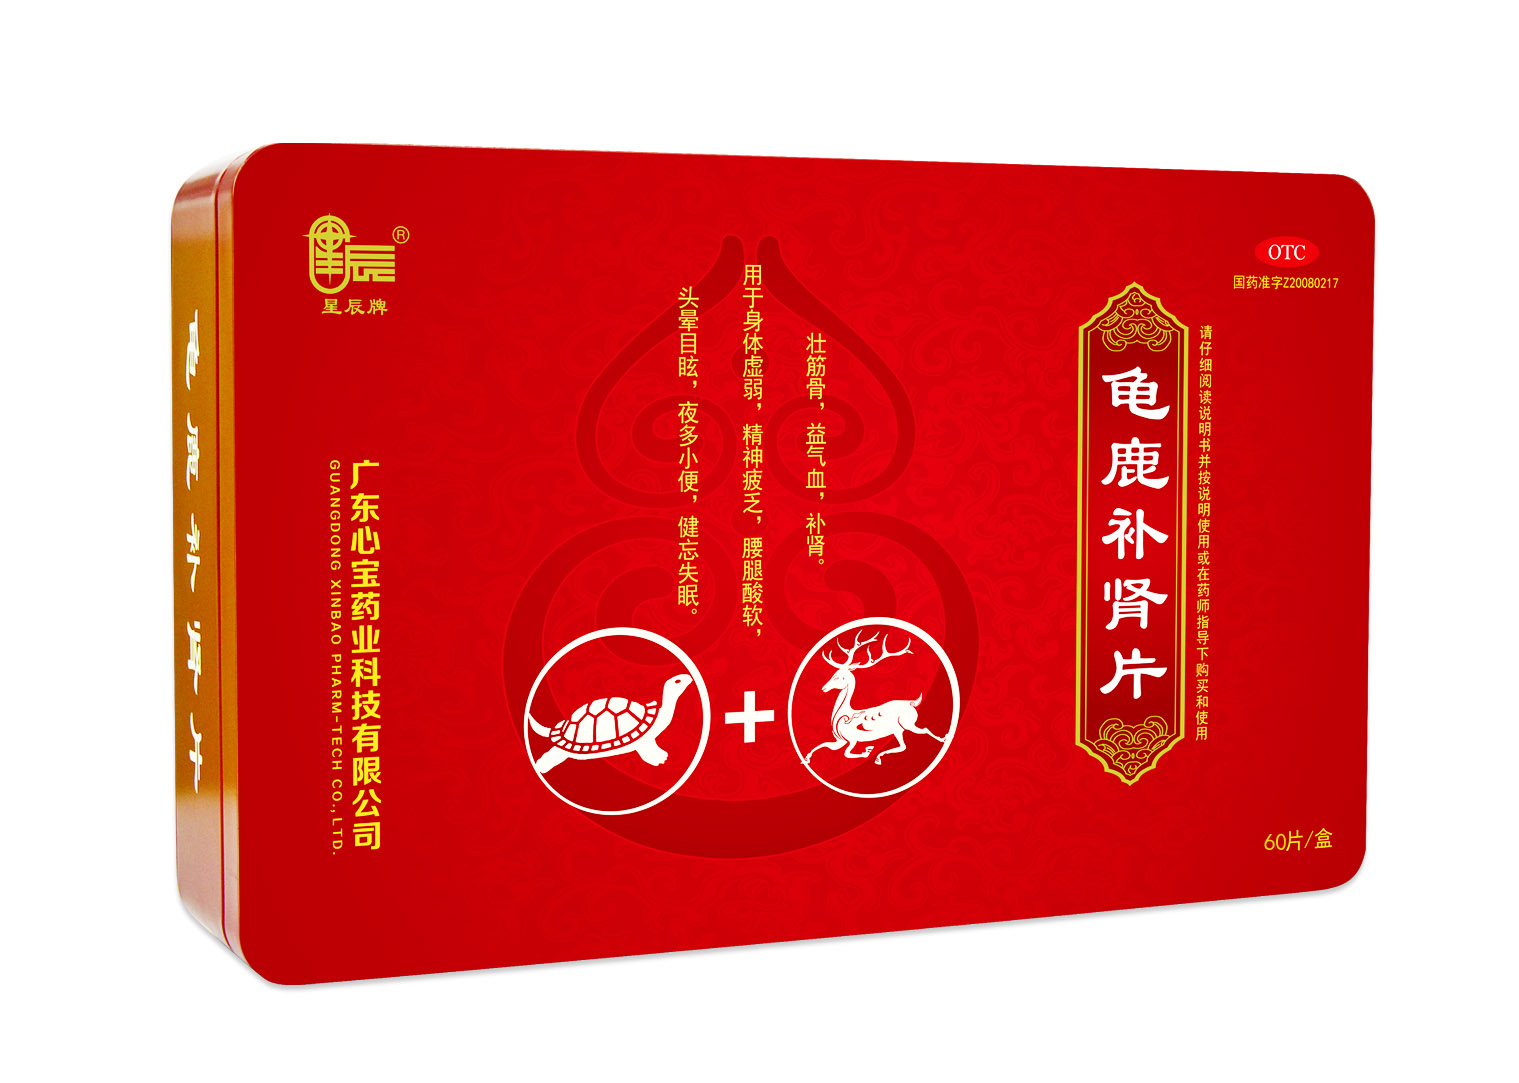 星辰
®
星辰牌
OTC
国药准字Z20080217
请仔细阅读说明书并按说明使用或在药师指导下购买和使用
龟鹿补肾片
壮筋骨，益气血，补肾。
用于身体虚弱，精神疲乏，腰腿酸软，
头晕目眩，夜多小便，健忘失眠。
广东心宝药业科技有限公司
GUANGDONG XINBAO PHARM-TECH CO.,LTD.
60片/盒
龟鹿补肾片